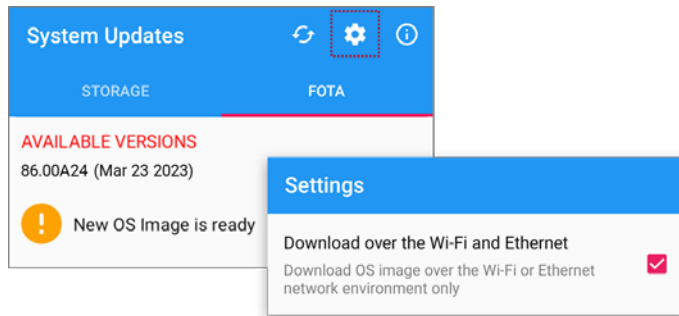 System Updates
STORAGE
FOTA
AVAILABLE VERSIONS
86.00A24 (Mar 23 2023)
New OS Image is ready
Settings
Download over the Wi-Fi and Ethernet
Download OS image over the Wi-Fi or Ethernet
network environment only